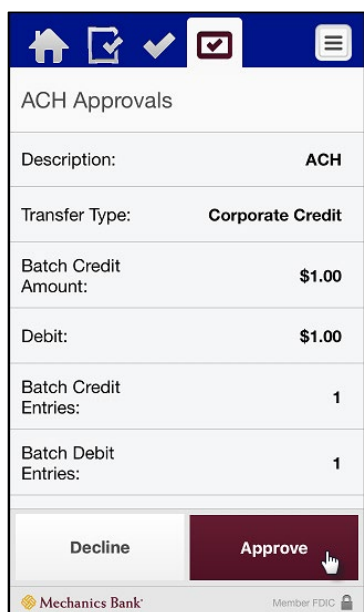 ACH Approvals
Description: ACH
Transfer Type: Corporate Credit
Batch Credit
Amount: $1.00
Debit: $1.00
Batch Credit
Entries: 1
Batch Debit
Entries: 1
Decline Approve
Mechanics Bank Member FDIC